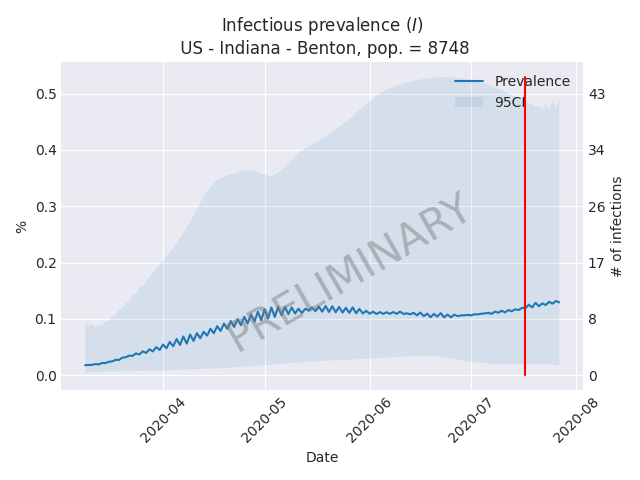 Infectious prevalence (I)
US - Indiana - Benton, pop. = 8748
Prevalence
95CI
PRELIMINARY
0.5
0.4
0.3
0.2
0.1
0.0
%
43
34
26
17
8
0
# of infections
2020-04
2020-05
2020-06
2020-07
2020-08
Date